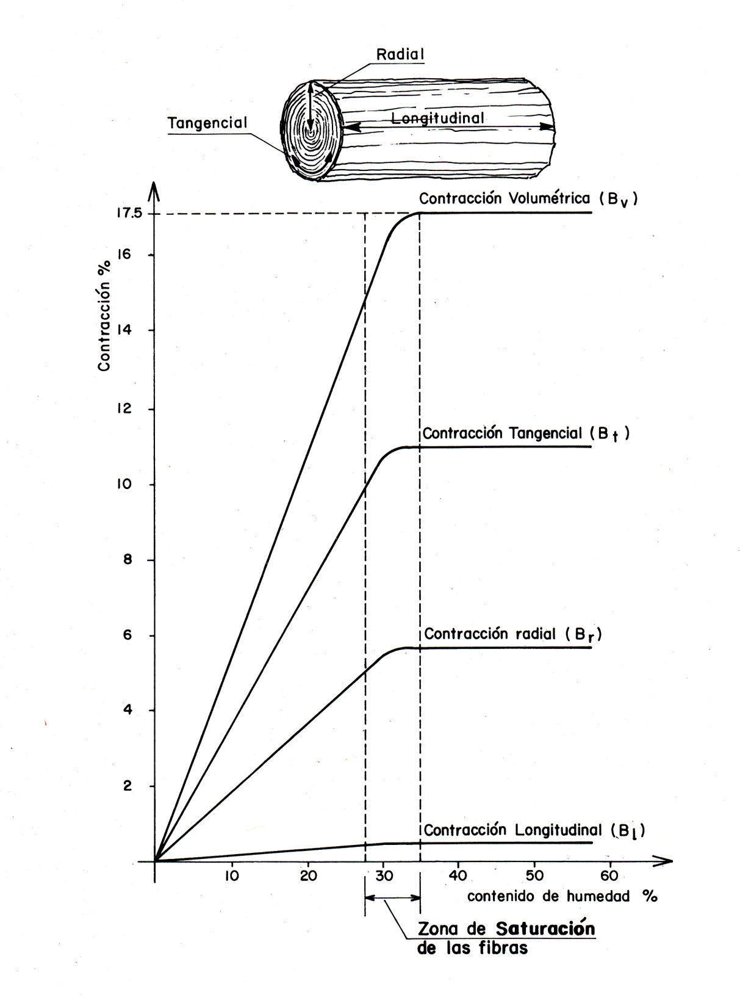 Radial
Tangencial
Longitudinal
Contracción Volumétrica (Bv)
17.5
16
Contracción %
14
12
Contracción Tangencial (Bt)
10
8
6
Contracción radial (Br)
4
2
Contracción Longitudinal (Bl)
10 20 30 40 50 60
contenido de humedad %
Zona de Saturación
de las fibras